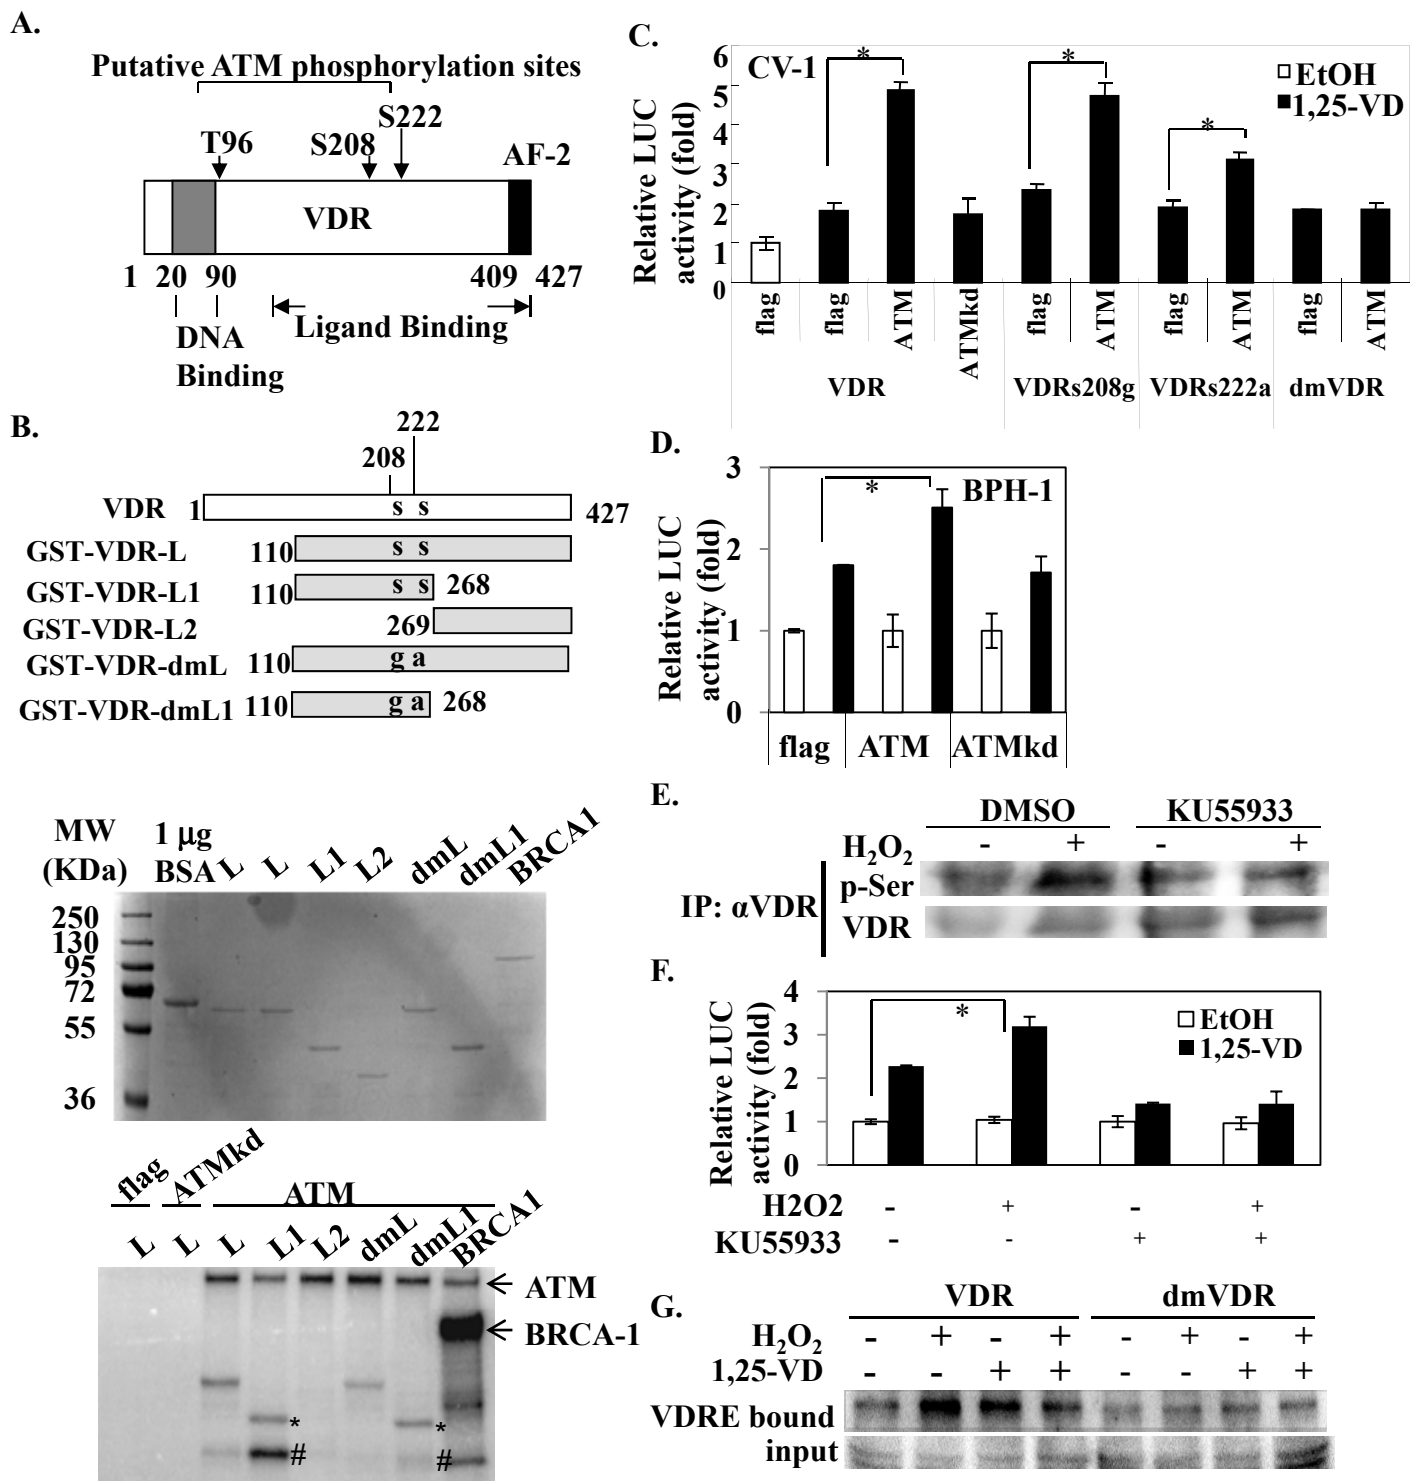 A.
Putative ATM phosphorylation sites
S222
T96
S208
AF-2
VDR
1 20 90 409 427
Ligand Binding
DNA
Binding
B.
222
208
VDR 1 s s 427
GST-VDR-L 110 s s
GST-VDR-L1 110 s s 268
GST-VDR-L2 269
GST-VDR-dmL 110 g a
GST-VDR-dmL1 110 g a 268
MW
(KDa)
1 μg
BSA L L L1 L2 dmL dmL1 BRCA1
250
130
95
72
55
36
flag ATMkd ATM
L L L L1 L2 dmL dmL1 BRCA1
ATM
BRCA-1
* *
# #
C.
CV-1
EtOH
1,25-VD
* * *
Relative LUC
activity (fold)
6
5
4
3
2
1
0
flag flag ATM ATMkd flag ATM flag ATM flag ATM
VDR VDRs208g VDRs222a dmVDR
D.
BPH-1
*
Relative LUC
activity (fold)
3
2
1
0
flag ATM ATMkd
E.
DMSO KU55933
H2O2 - + - +
p-Ser
IP: αVDR
VDR
F.
EtOH
1,25-VD
*
Relative LUC
activity (fold)
4
3
2
1
0
H2O2 - + - +
KU55933 - - + +
G.
VDR dmVDR
H2O2 - + - + - + - +
1,25-VD - - + + - - + +
VDRE bound
input